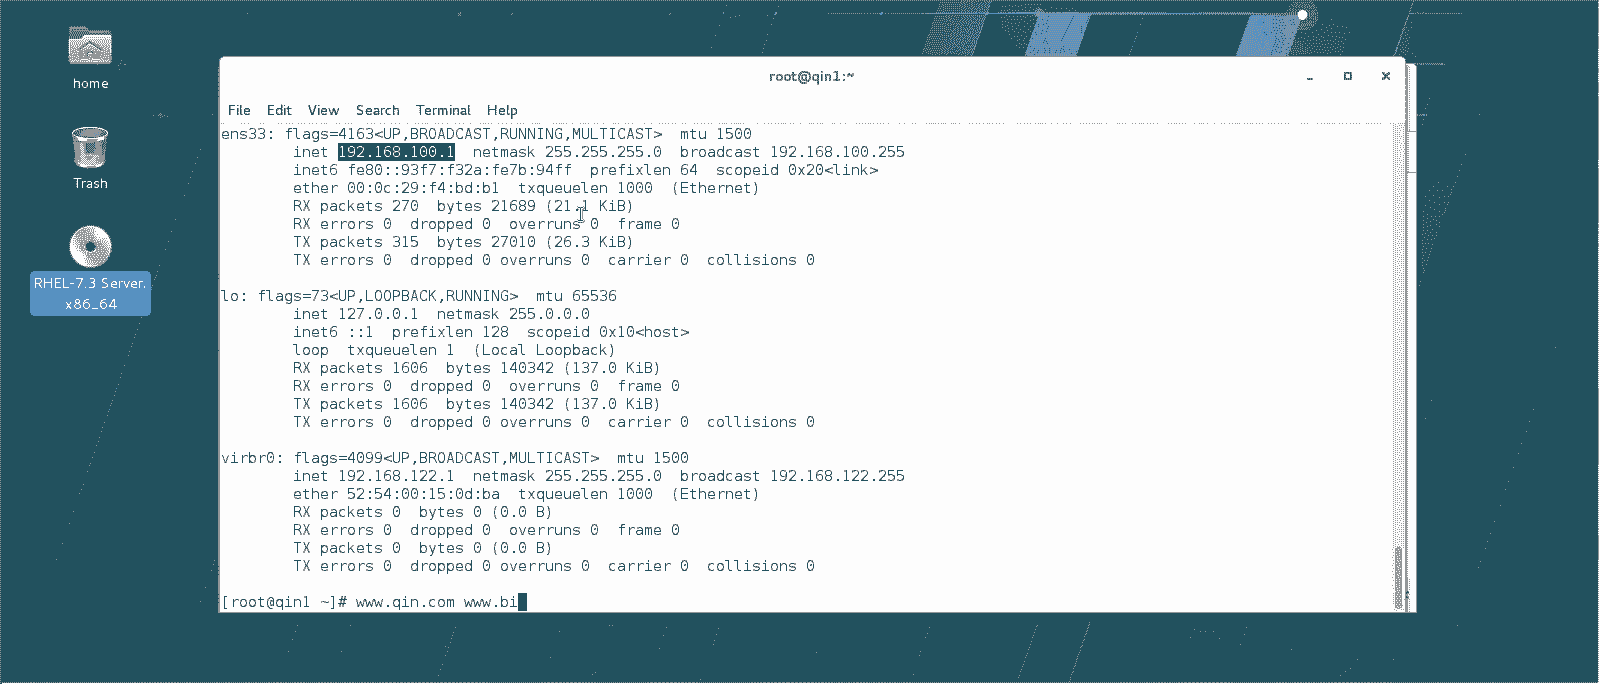 home
Trash
RHEL-7.3 Server.
x86_64
root@qin1:~
File Edit View Search Terminal Help
ens33: flags=4163<UP,BROADCAST,RUNNING,MULTICAST>  mtu 1500
        inet 192.168.100.1  netmask 255.255.255.0  broadcast 192.168.100.255
        inet6 fe80::93f7:f32a:fe7b:94ff  prefixlen 64  scopeid 0x20<link>
        ether 00:0c:29:f4:bd:b1  txqueuelen 1000  (Ethernet)
        RX packets 270  bytes 21689 (21.1 KiB)
        RX errors 0  dropped 0  overruns 0  frame 0
        TX packets 315  bytes 27010 (26.3 KiB)
        TX errors 0  dropped 0 overruns 0  carrier 0  collisions 0
lo: flags=73<UP,LOOPBACK,RUNNING>  mtu 65536
        inet 127.0.0.1  netmask 255.0.0.0
        inet6 ::1  prefixlen 128  scopeid 0x10<host>
        loop  txqueuelen 1  (Local Loopback)
        RX packets 1606  bytes 140342 (137.0 KiB)
        RX errors 0  dropped 0  overruns 0  frame 0
        TX packets 1606  bytes 140342 (137.0 KiB)
        TX errors 0  dropped 0 overruns 0  carrier 0  collisions 0
virbr0: flags=4099<UP,BROADCAST,MULTICAST>  mtu 1500
        inet 192.168.122.1  netmask 255.255.255.0  broadcast 192.168.122.255
        ether 52:54:00:15:0d:ba  txqueuelen 1000  (Ethernet)
        RX packets 0  bytes 0 (0.0 B)
        RX errors 0  dropped 0  overruns 0  frame 0
        TX packets 0  bytes 0 (0.0 B)
        TX errors 0  dropped 0 overruns 0  carrier 0  collisions 0
[root@qin1 ~]# www.qin.com www.bi